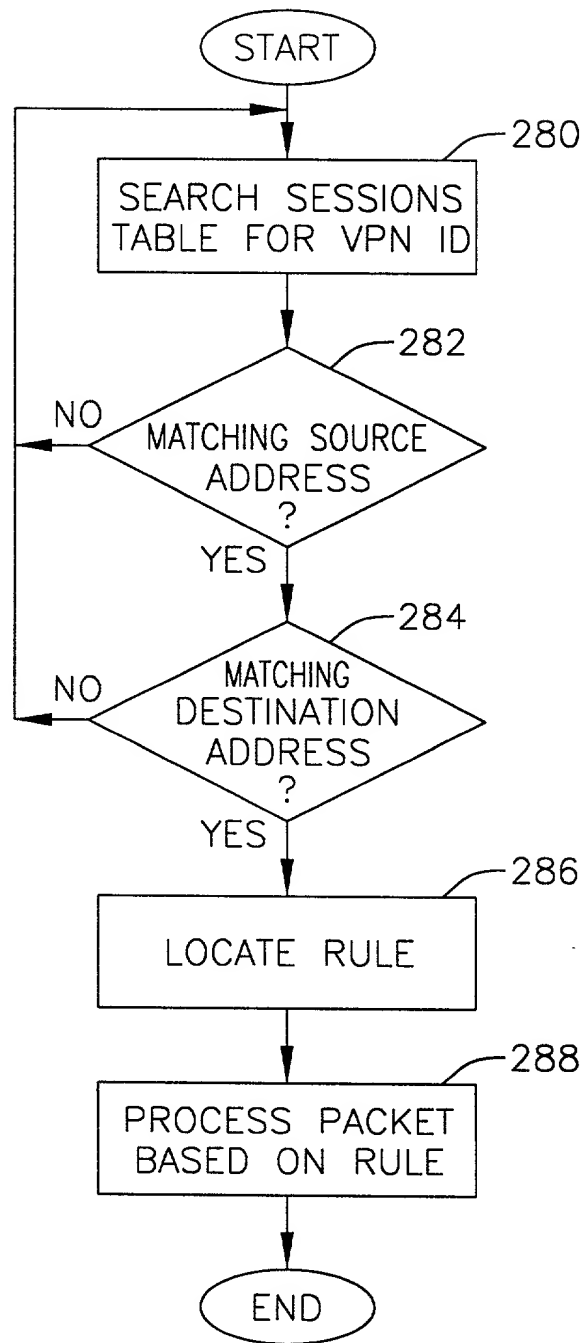 START
280
SEARCH SESSIONS
TABLE FOR VPN ID
282
NO
MATCHING SOURCE
ADDRESS
?
YES
284
NO
MATCHING
DESTINATION
ADDRESS
?
YES
286
LOCATE RULE
288
PROCESS PACKET
BASED ON RULE
END